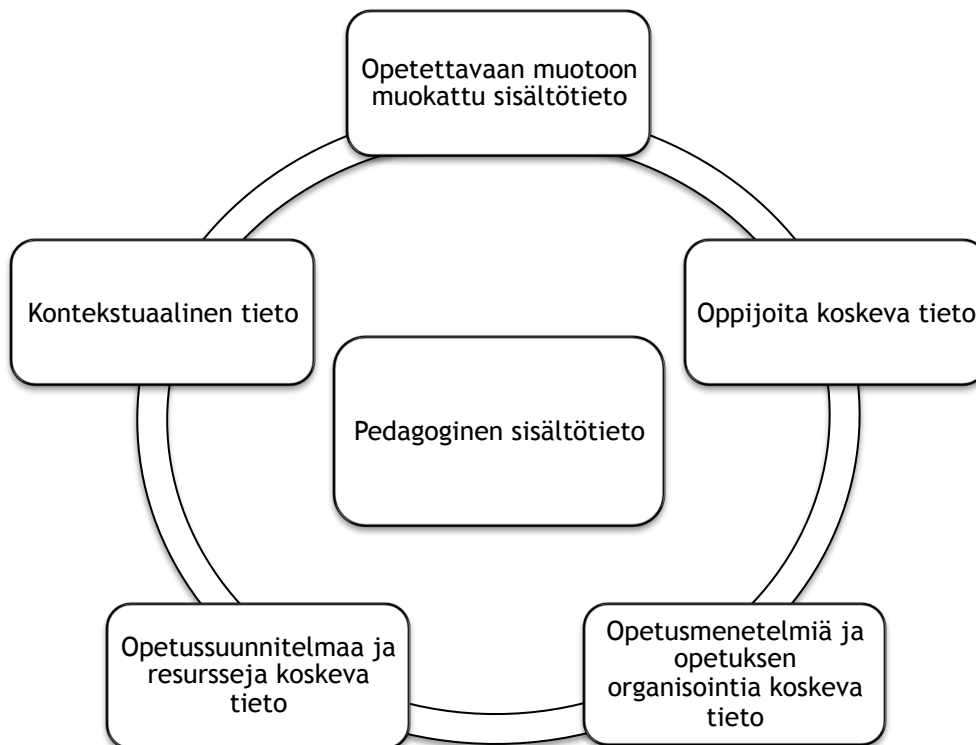 Opetettavaan muotoon
muokattu sisältötieto
Kontekstuaalinen tieto
Oppijoita koskeva tieto
Pedagoginen sisältötieto
Opetussuunnitelmaa ja
resursseja koskeva
tieto
Opetusmenetelmiä ja
opetuksen
organisointia koskeva
tieto